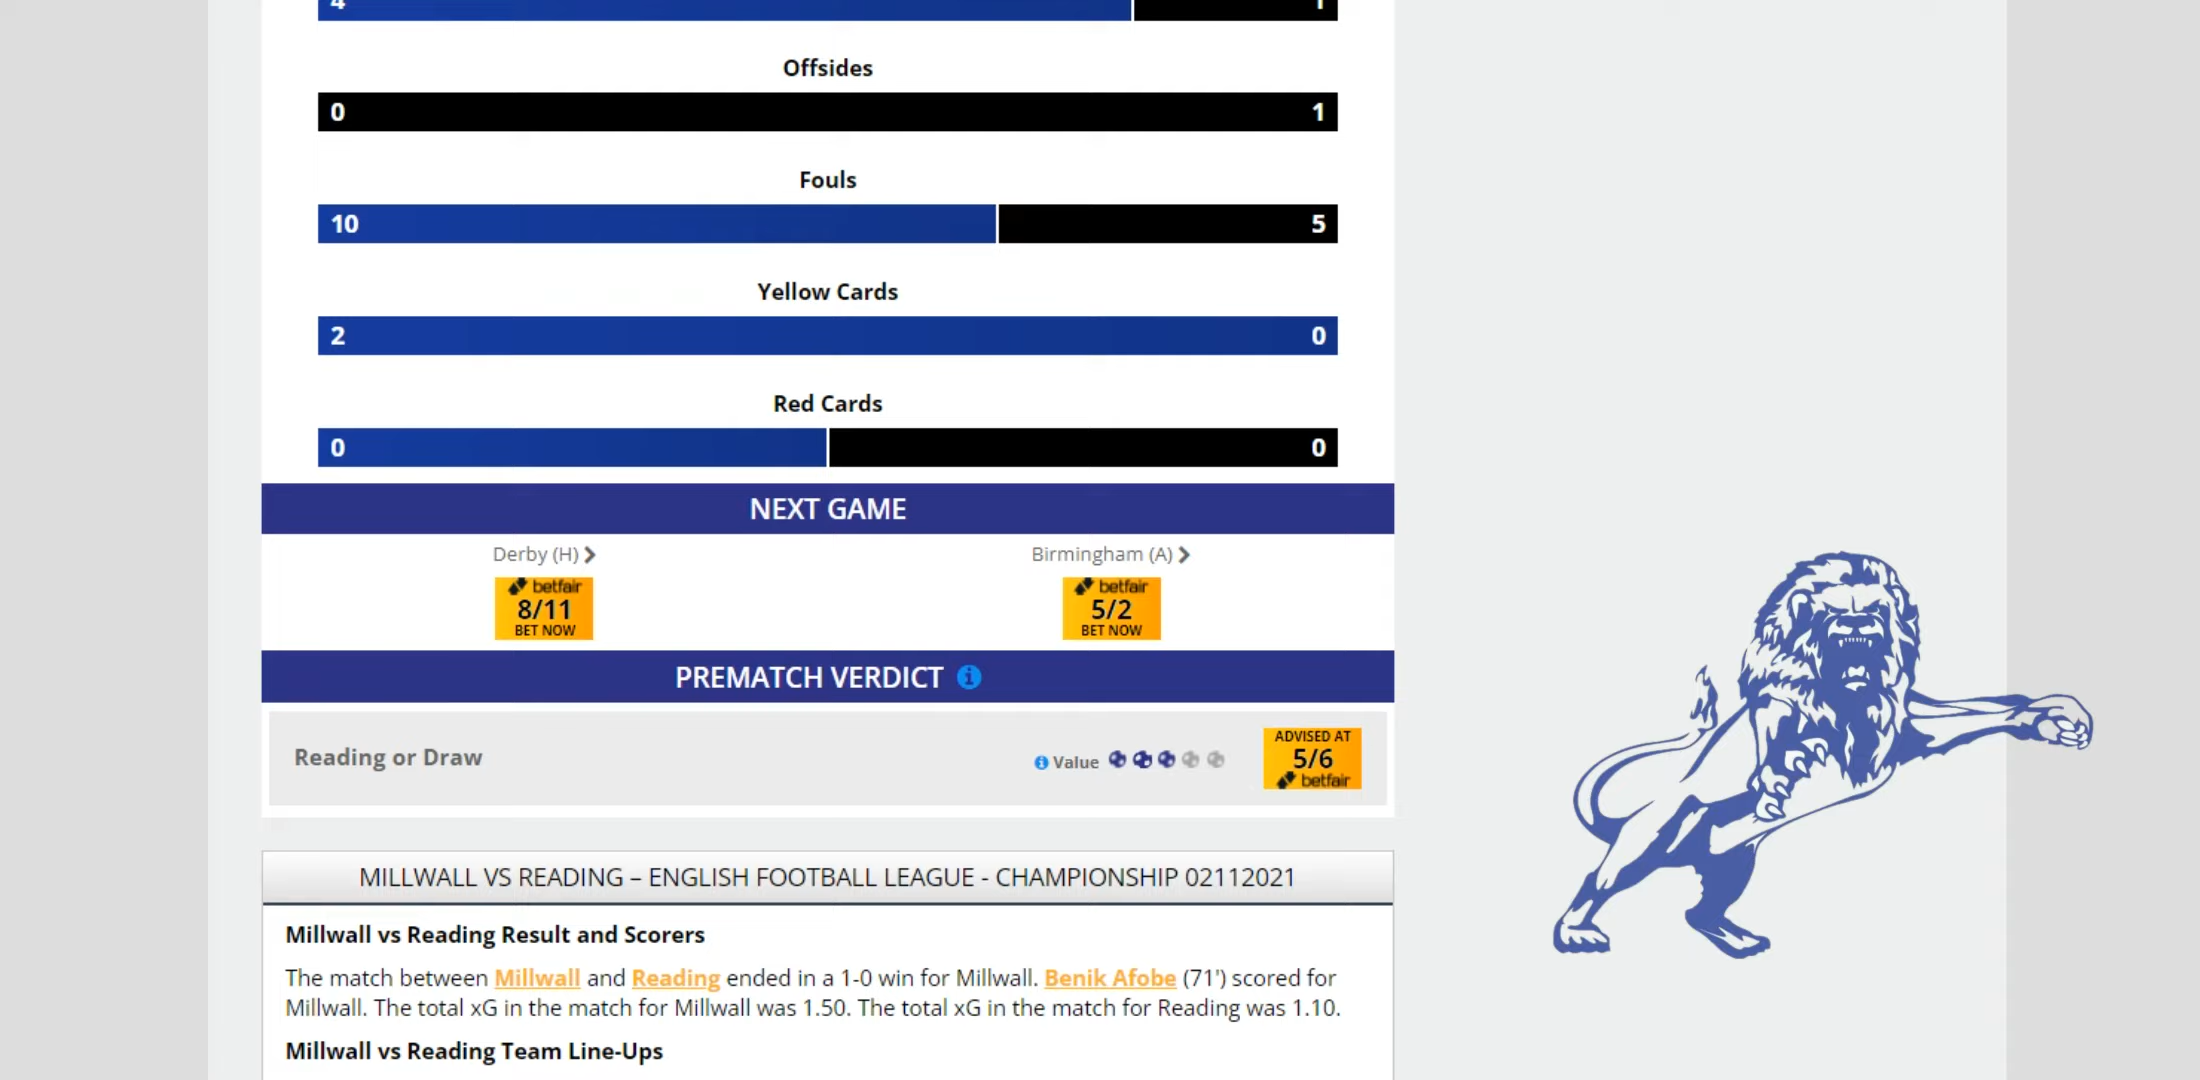 4 1
Offsides
0 1
Fouls
10 5
Yellow Cards
2 0
Red Cards
0 0
NEXT GAME
Derby (H) Birmingham (A)
betfair betfair
8/11 5/2
BET NOW BET NOW
PREMATCH VERDICT i
Reading or Draw
i Value
ADVISED AT
5/6
betfair
MILLWALL VS READING – ENGLISH FOOTBALL LEAGUE - CHAMPIONSHIP 02112021
Millwall vs Reading Result and Scorers
The match between Millwall and Reading ended in a 1-0 win for Millwall. Benik Afobe (71') scored for
Millwall. The total xG in the match for Millwall was 1.50. The total xG in the match for Reading was 1.10.
Millwall vs Reading Team Line-Ups